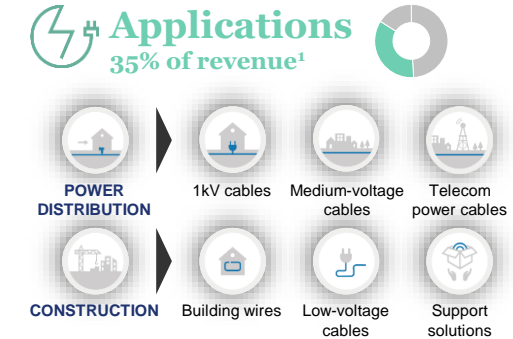 Applications
35% of revenue¹
POWER
DISTRIBUTION
1kV cables
Medium-voltage
cables
Telecom
power cables
CONSTRUCTION
Building wires
Low-voltage
cables
Support
solutions